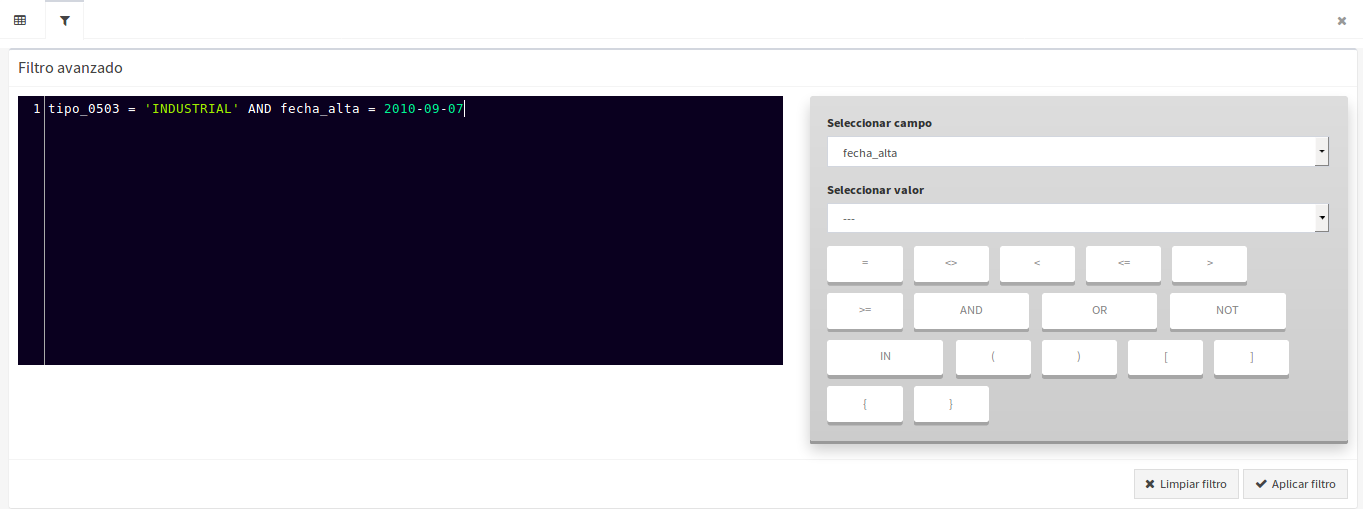 Filtro avanzado
1 tipo_0503 = 'INDUSTRIAL' AND fecha_alta = 2010-09-07
Seleccionar campo
fecha_alta
Seleccionar valor
---
= <> < <= >
>= AND OR NOT
IN ( ) [ ]
{ }
Limpiar filtro Aplicar filtro